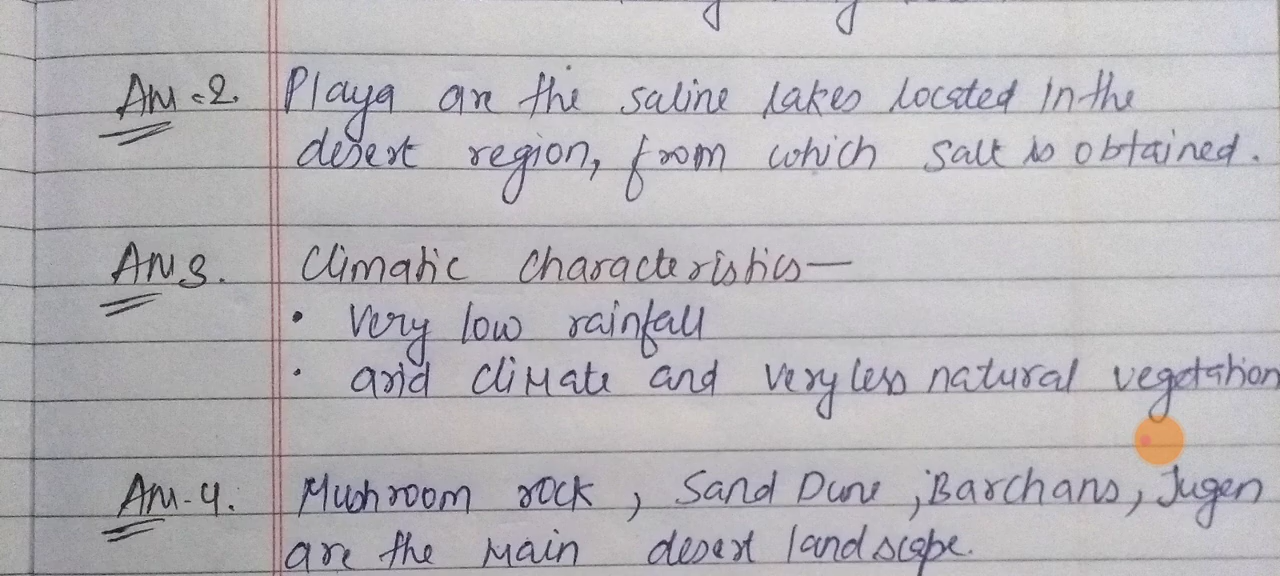 Ans-2. Playa are the saline lakes located in the
desert region, from which salt is obtained.
Ans 3. Climatic characteristics—
• very low rainfall
• arid climate and very less natural vegetation
Ans-4. Mushroom rock, Sand Dune, Barchans, Jugen
are the main desert landscape.